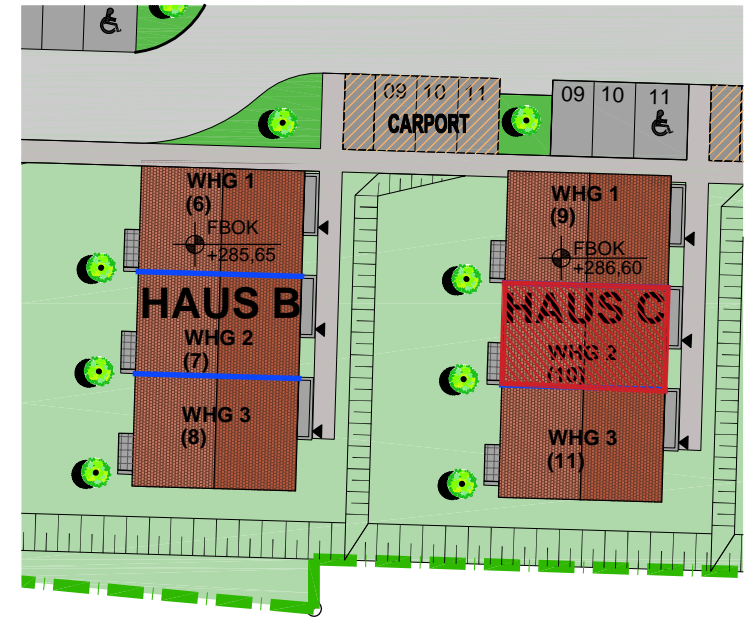 09 10 11
CARPORT
09 10 11
WHG 1
(6)
FBOK
+285,65
HAUS B
WHG 2
(7)
WHG 3
(8)
WHG 1
(9)
FBOK
+286,60
HAUS C
WHG 2
(10)
WHG 3
(11)